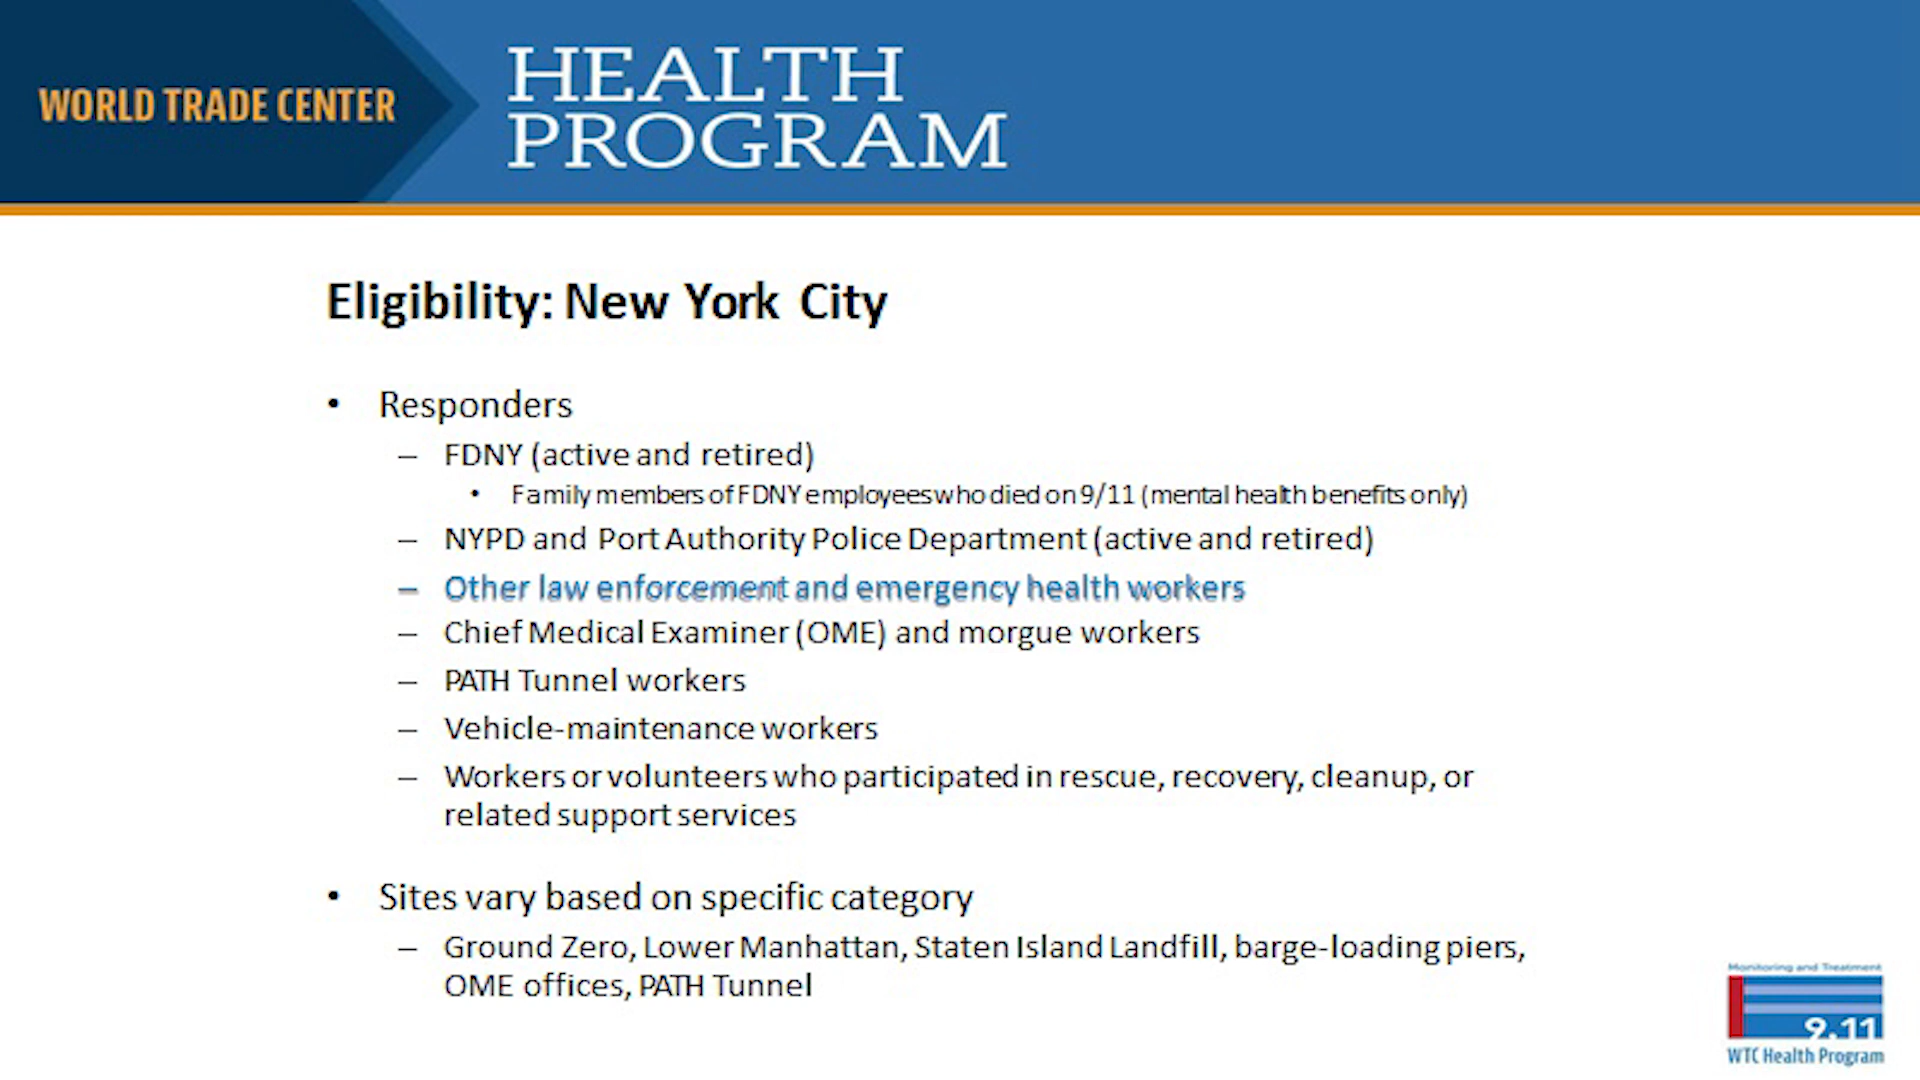 WORLD TRADE CENTER
HEALTH
PROGRAM
Eligibility: New York City
• Responders
– FDNY (active and retired)
• Family members of FDNY employees who died on 9/11 (mental health benefits only)
– NYPD and Port Authority Police Department (active and retired)
– Other law enforcement and emergency health workers
– Chief Medical Examiner (OME) and morgue workers
– PATH Tunnel workers
– Vehicle-maintenance workers
– Workers or volunteers who participated in rescue, recovery, cleanup, or
related support services
• Sites vary based on specific category
– Ground Zero, Lower Manhattan, Staten Island Landfill, barge-loading piers,
OME offices, PATH Tunnel
Monitoring and Treatment
9.11
WTC Health Program